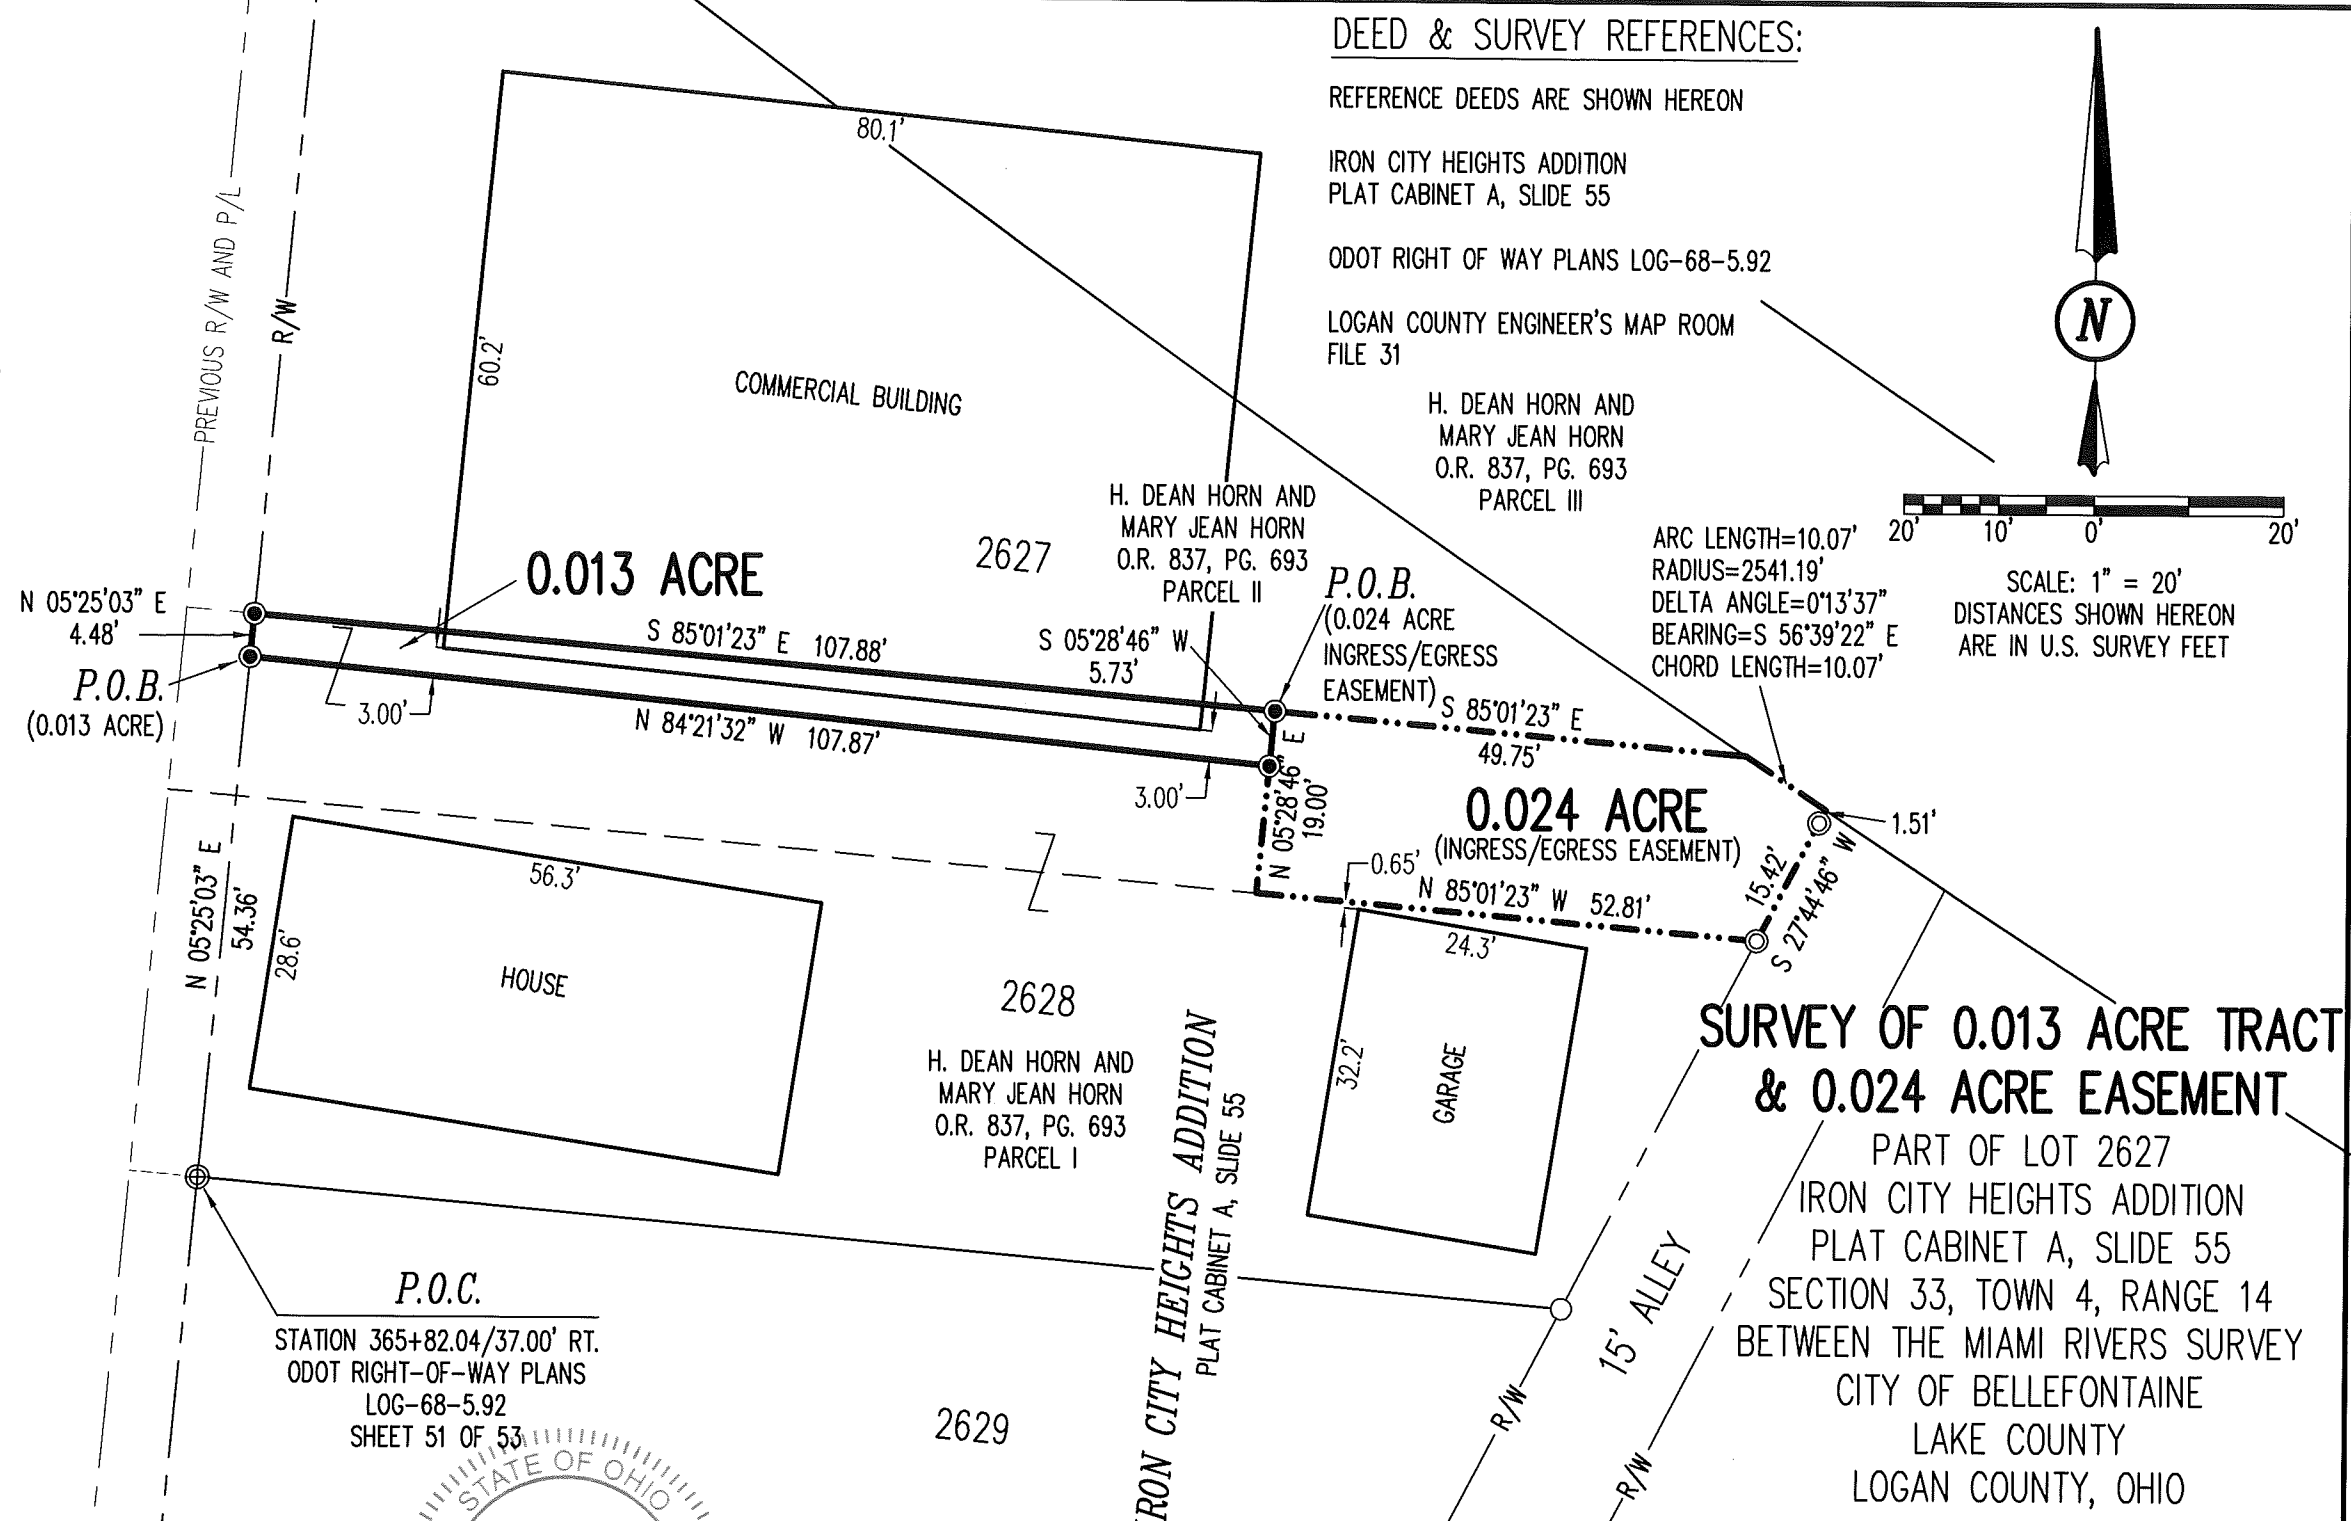 DEED & SURVEY REFERENCES:
REFERENCE DEEDS ARE SHOWN HEREON
IRON CITY HEIGHTS ADDITION
PLAT CABINET A, SLIDE 55
ODOT RIGHT OF WAY PLANS LOG-68-5.92
LOGAN COUNTY ENGINEER'S MAP ROOM
FILE 31
N
20' 10' 0' 20'
SCALE: 1" = 20'
DISTANCES SHOWN HEREON
ARE IN U.S. SURVEY FEET
PREVIOUS R/W AND P/L
R/W
80.1'
60.2'
COMMERCIAL BUILDING
H. DEAN HORN AND
MARY JEAN HORN
O.R. 837, PG. 693
PARCEL III
H. DEAN HORN AND
MARY JEAN HORN
O.R. 837, PG. 693
PARCEL II
2627
0.013 ACRE
N 05°25'03" E
4.48'
P.O.B.
(0.013 ACRE)
3.00'
S 85°01'23" E 107.88'
N 84°21'32" W 107.87'
S 05°28'46" W
5.73'
3.00'
P.O.B.
(0.024 ACRE
INGRESS/EGRESS
EASEMENT)
ARC LENGTH=10.07'
RADIUS=2541.19'
DELTA ANGLE=0°13'37"
BEARING=S 56°39'22" E
CHORD LENGTH=10.07'
S 85°01'23" E
49.75'
0.024 ACRE
(INGRESS/EGRESS EASEMENT)
N 05°28'46" E
19.00'
1.51'
15.42'
S 27°44'46" W
0.65'
N 85°01'23" W 52.81'
24.3'
32.2'
GARAGE
N 05°25'03" E
54.36'
56.3'
28.6'
HOUSE
2628
H. DEAN HORN AND
MARY JEAN HORN
O.R. 837, PG. 693
PARCEL I
IRON CITY HEIGHTS ADDITION
PLAT CABINET A, SLIDE 55
P.O.C.
STATION 365+82.04/37.00' RT.
ODOT RIGHT-OF-WAY PLANS
LOG-68-5.92
SHEET 51 OF 53
STATE OF OHIO
2629
15' ALLEY
R/W
R/W
SURVEY OF 0.013 ACRE TRACT
& 0.024 ACRE EASEMENT
PART OF LOT 2627
IRON CITY HEIGHTS ADDITION
PLAT CABINET A, SLIDE 55
SECTION 33, TOWN 4, RANGE 14
BETWEEN THE MIAMI RIVERS SURVEY
CITY OF BELLEFONTAINE
LAKE COUNTY
LOGAN COUNTY, OHIO